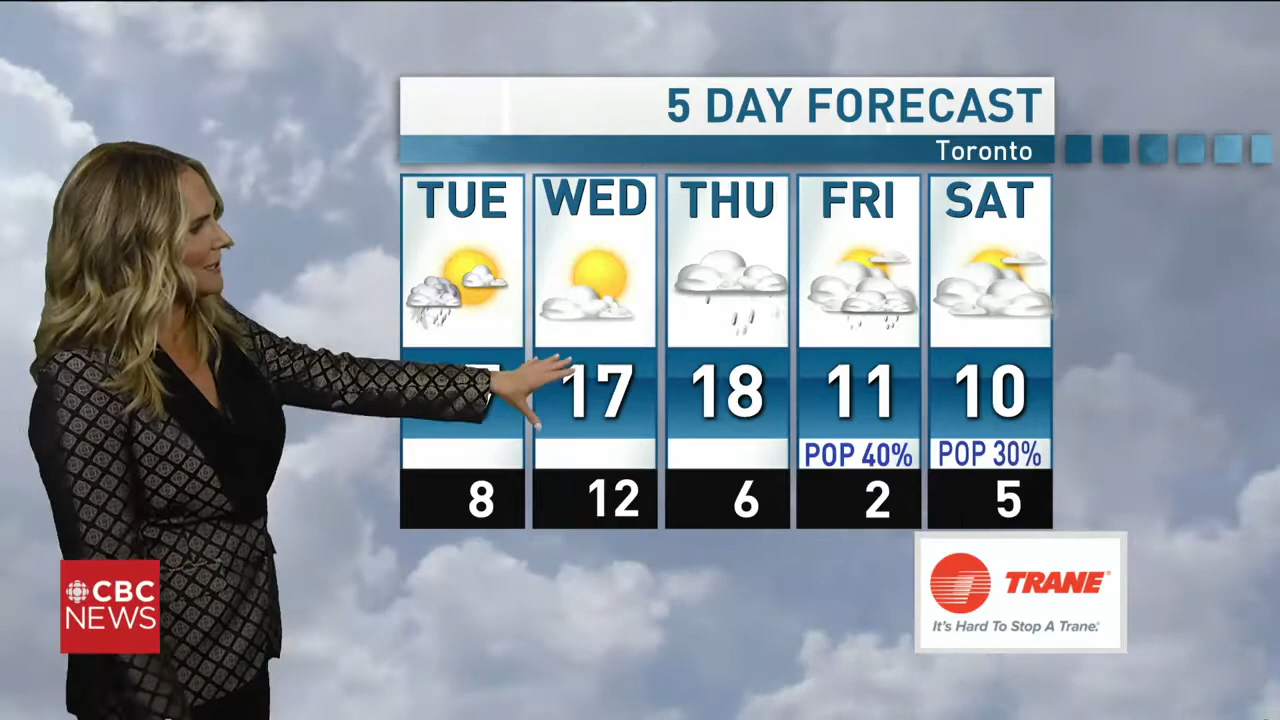 5 DAY FORECAST
Toronto
TUE WED THU FRI SAT
17 18 11 10
POP 40% POP 30%
8 12 6 2 5
CBC
NEWS
TRANE®
It's Hard To Stop A Trane.®